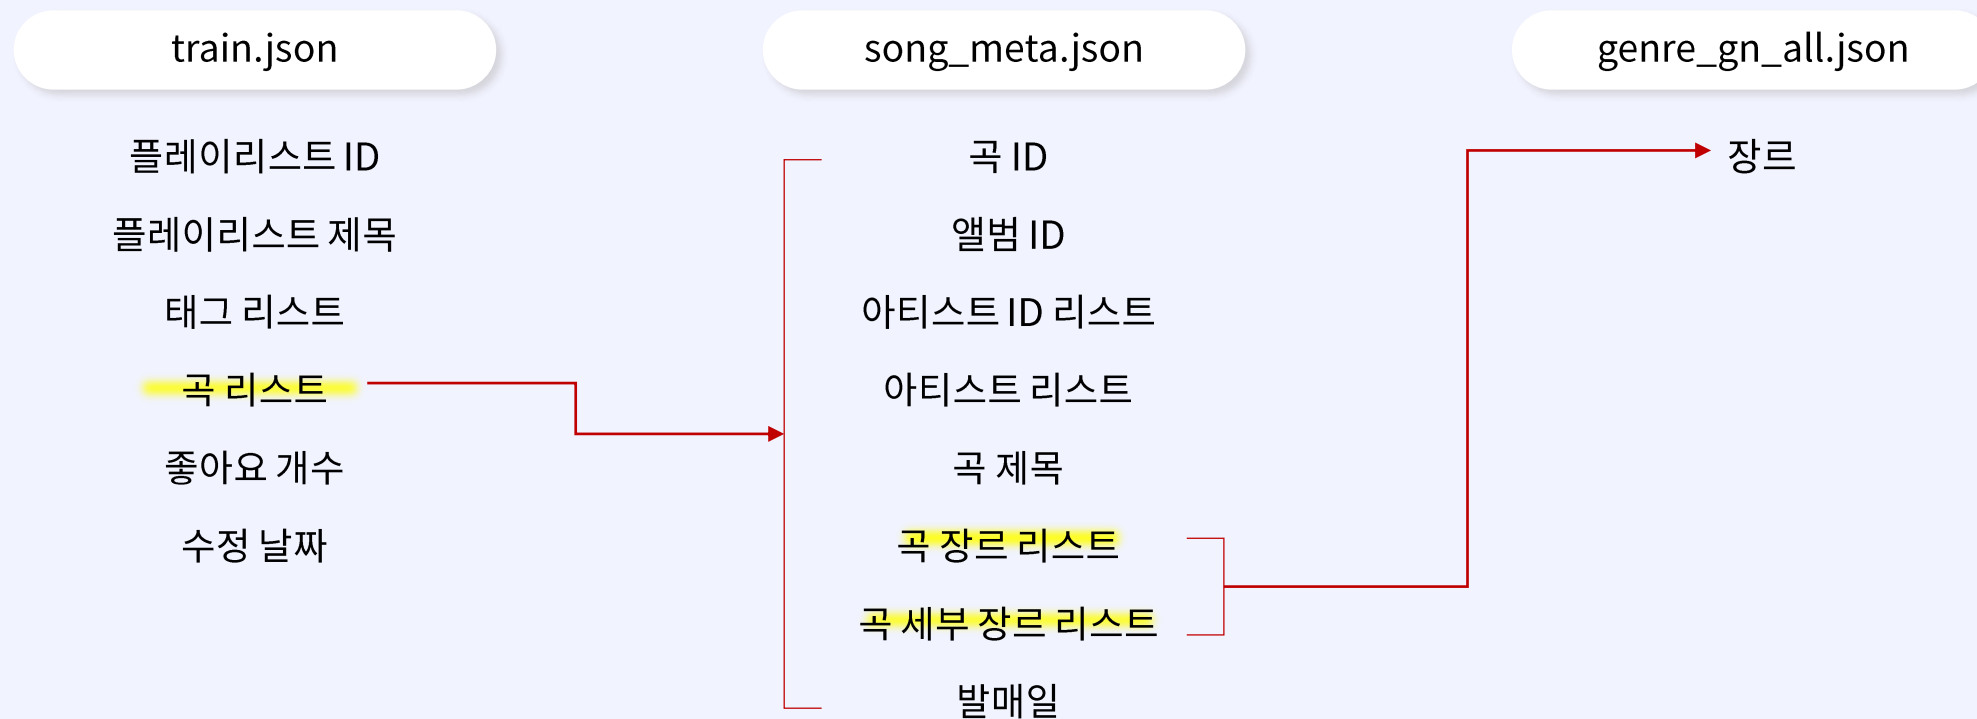 train.json
플레이리스트 ID
플레이리스트 제목
태그 리스트
곡 리스트
좋아요 개수
수정 날짜
song_meta.json
곡 ID
앨범 ID
아티스트 ID 리스트
아티스트 리스트
곡 제목
곡 장르 리스트
곡 세부 장르 리스트
발매일
genre_gn_all.json
장르